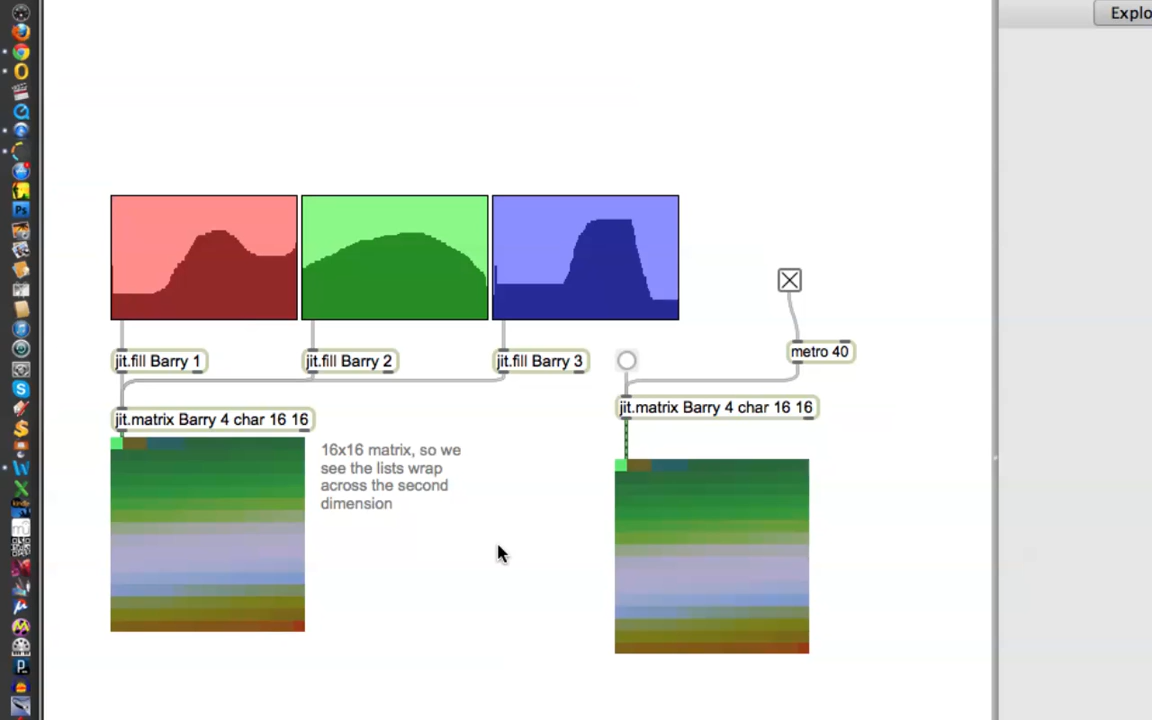 Explo
metro 40
jit.fill Barry 1
jit.fill Barry 2
jit.fill Barry 3
jit.matrix Barry 4 char 16 16
jit.matrix Barry 4 char 16 16
16x16 matrix, so we
see the lists wrap
across the second
dimension